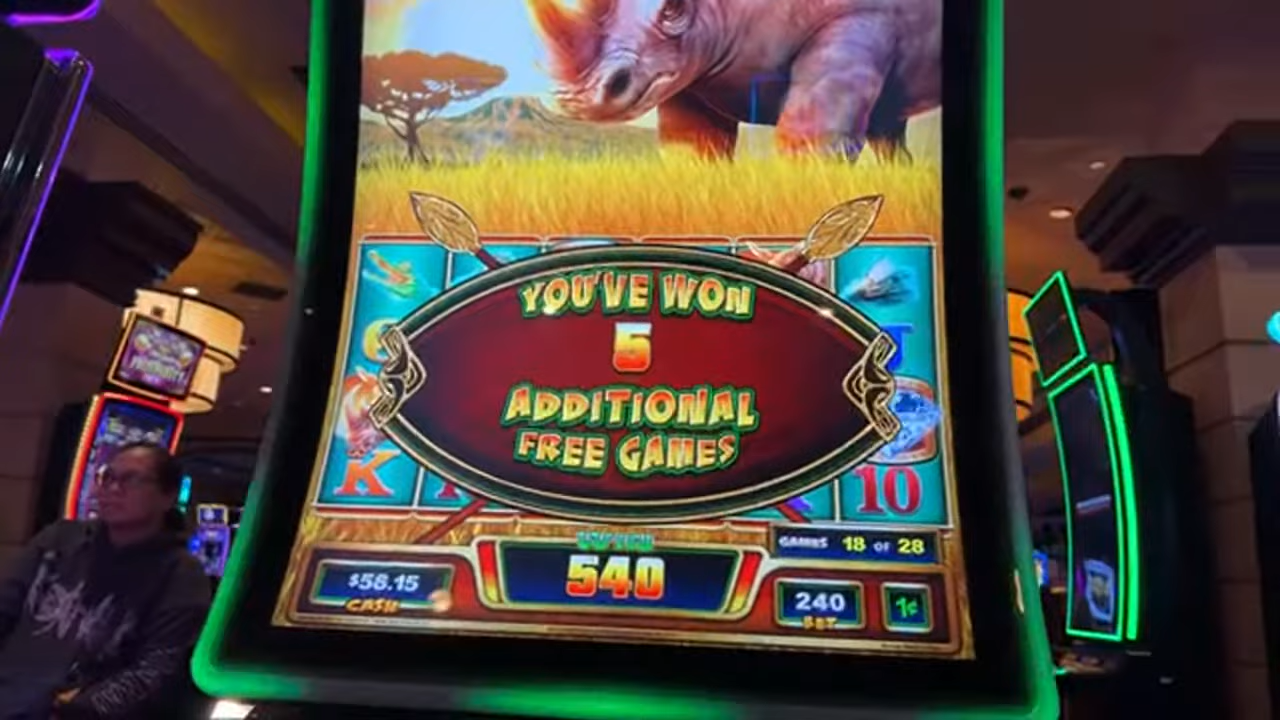 YOU'VE WON
5
ADDITIONAL
FREE GAMES
K
J
10
GAMES 18 OF 28
540
$58.15
CASH
240
BET
1¢